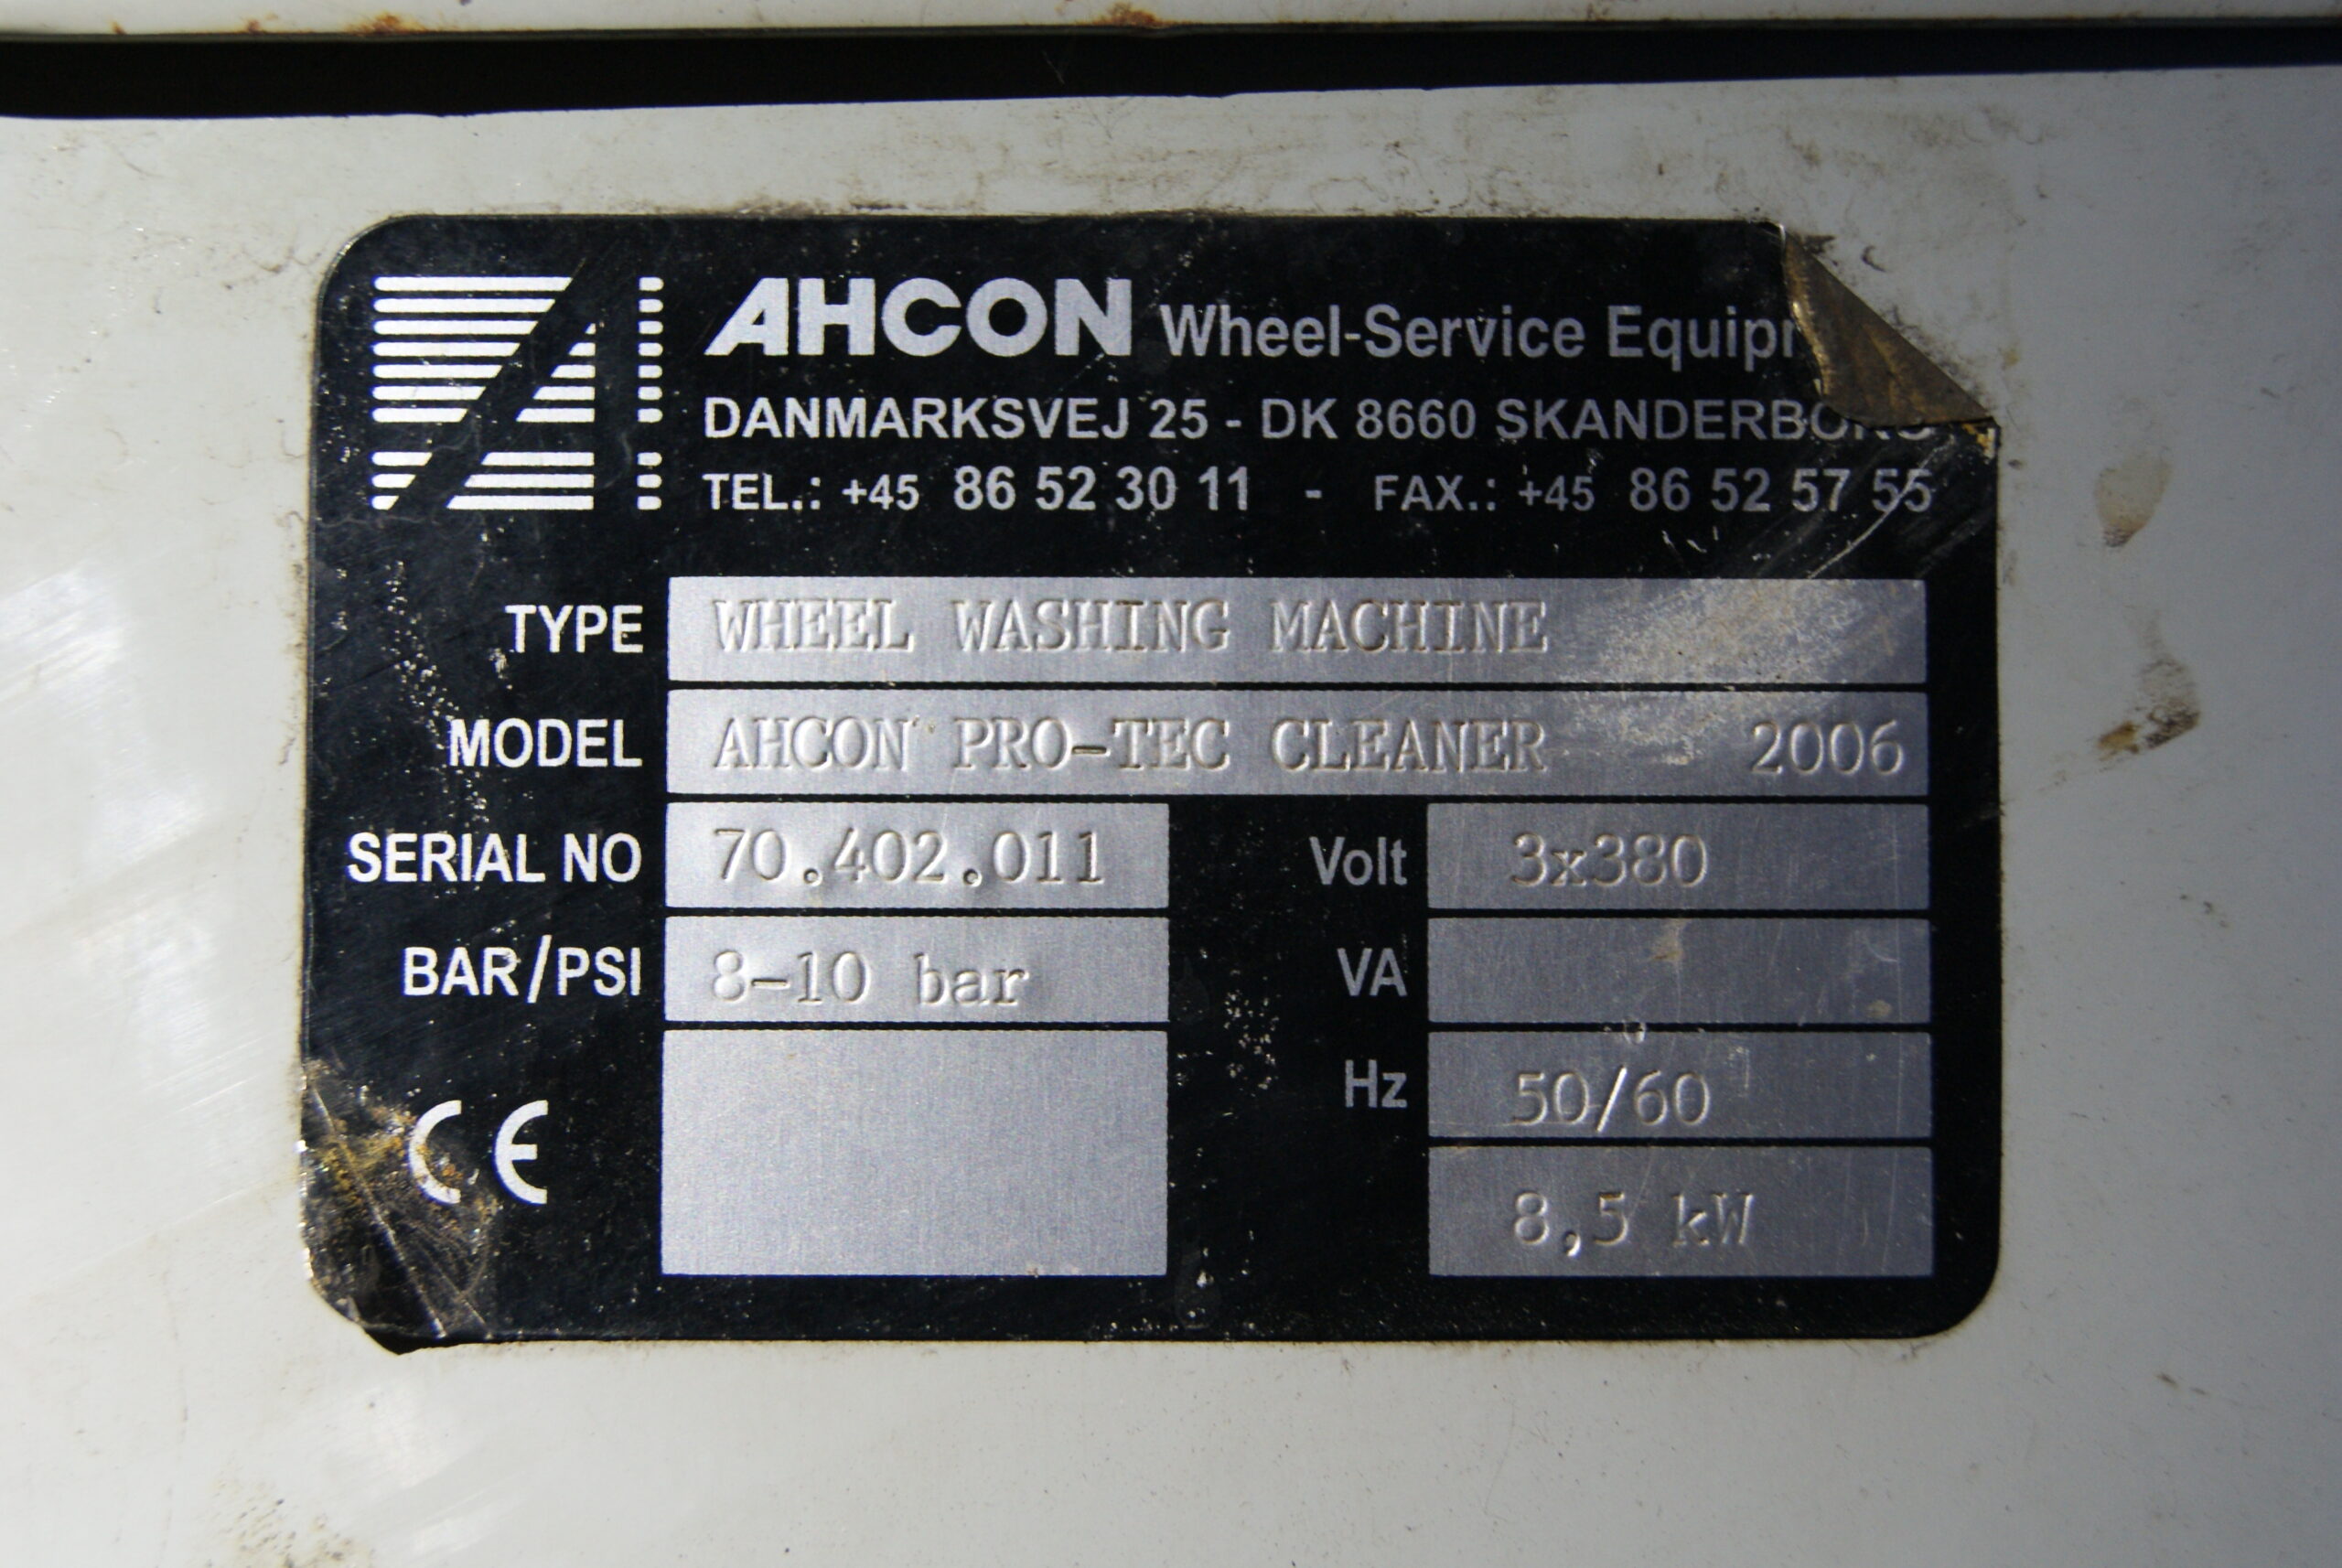 AHCON Wheel-Service
DANMARKSVEJ 25 - DK 8660 SKANDERBORG
TEL.: +45 86 52 30 11 - FAX.: +45 86 52 57 55
TYPE WHEEL WASHING MACHINE
MODEL AHCON PRO-TEC CLEANER 2006
SERIAL NO 70.402.011 Volt 3x380
BAR/PSI 8-10 bar VA
Hz 50/60
CE 8,5 kW